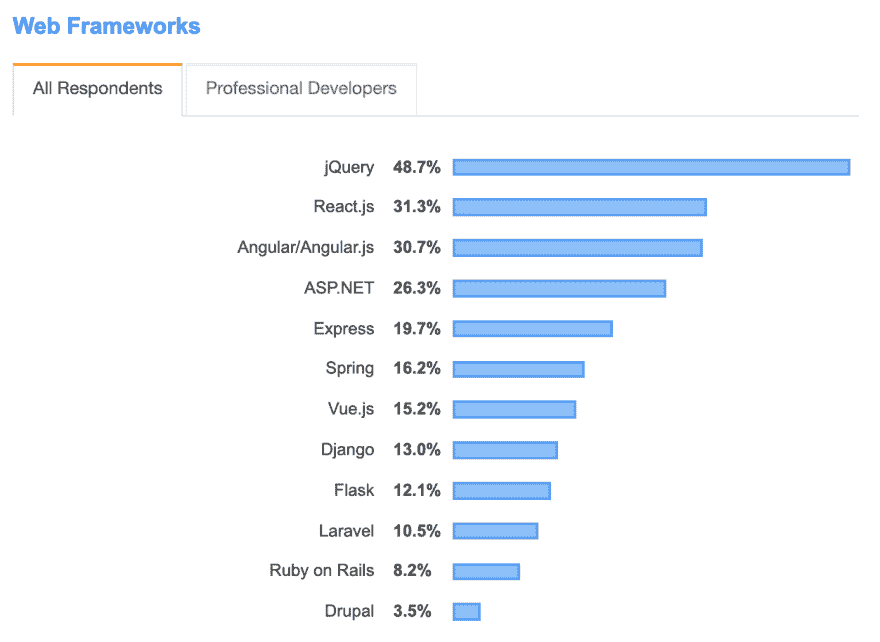 Web Frameworks
All Respondents Professional Developers
jQuery 48.7%
React.js 31.3%
Angular/Angular.js 30.7%
ASP.NET 26.3%
Express 19.7%
Spring 16.2%
Vue.js 15.2%
Django 13.0%
Flask 12.1%
Laravel 10.5%
Ruby on Rails 8.2%
Drupal 3.5%